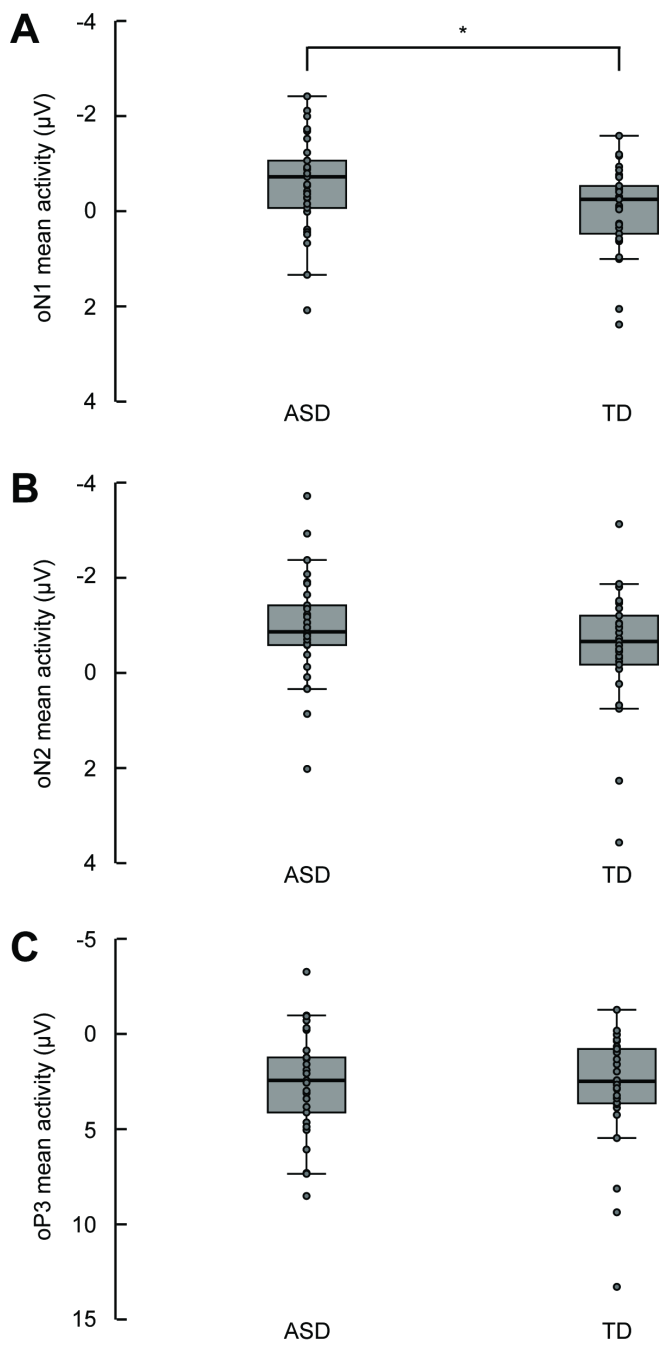 A
oN1 mean activity (µV)
-4
-2
0
2
4
*
ASD
TD
B
oN2 mean activity (µV)
-4
-2
0
2
4
ASD
TD
C
oP3 mean activity (µV)
-5
0
5
10
15
ASD
TD